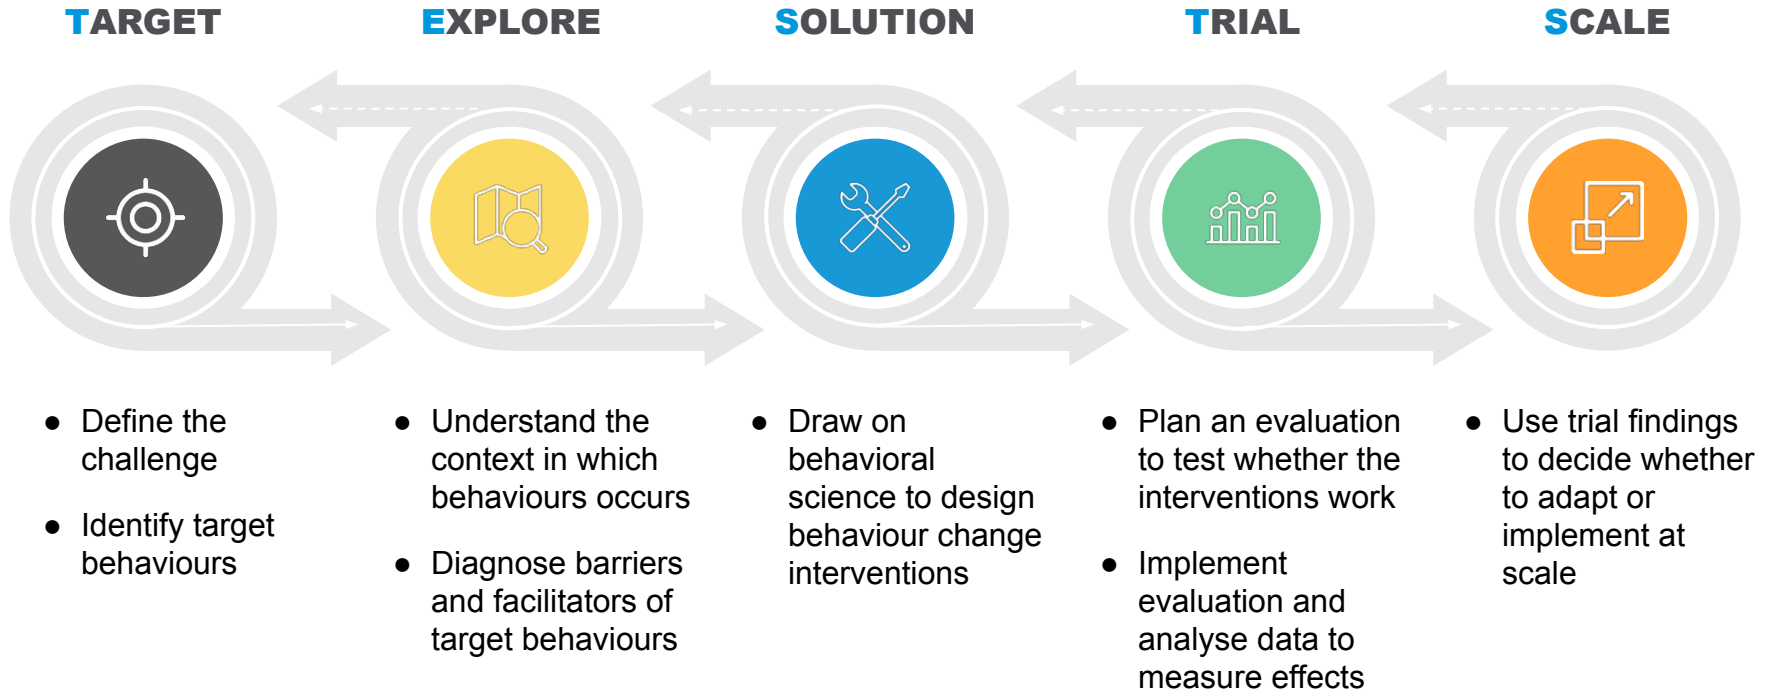 TARGET
EXPLORE
SOLUTION
TRIAL
SCALE
● Define the
challenge
● Identify target
behaviours
● Understand the
context in which
behaviours occurs
● Diagnose barriers
and facilitators of
target behaviours
● Draw on
behavioral
science to design
behaviour change
interventions
● Plan an evaluation
to test whether the
interventions work
● Implement
evaluation and
analyse data to
measure effects
● Use trial findings
to decide whether
to adapt or
implement at
scale